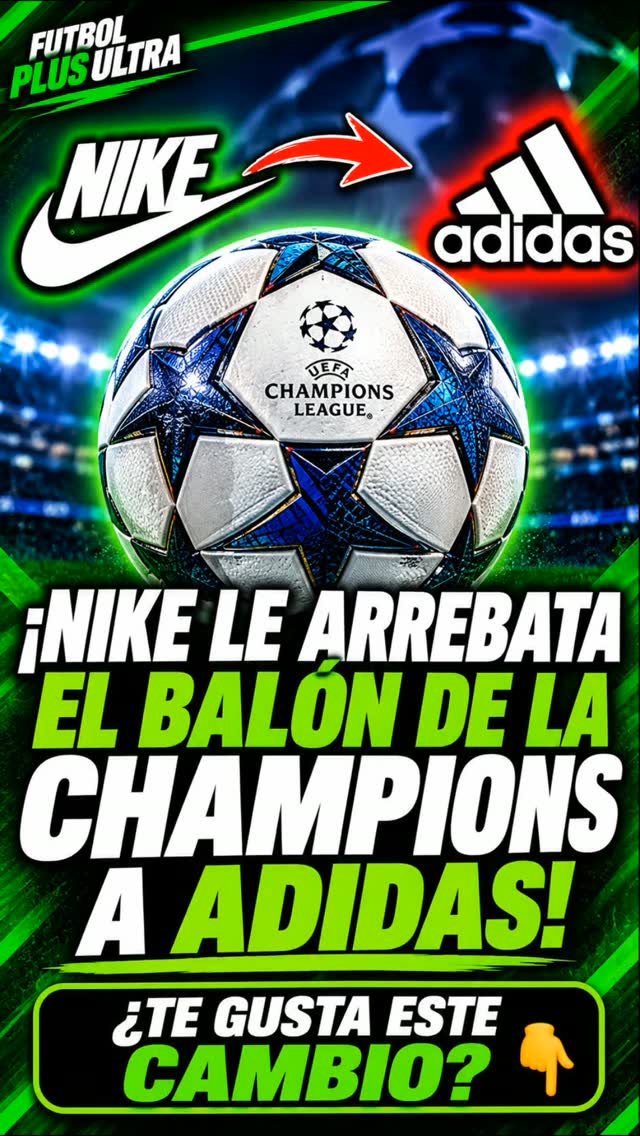 FUTBOL
PLUS ULTRA
NIKE
adidas
UEFA
CHAMPIONS
LEAGUE®
¡NIKE LE ARREBATA
EL BALÓN DE LA
CHAMPIONS
A ADIDAS!
¿TE GUSTA ESTE
CAMBIO? 👇